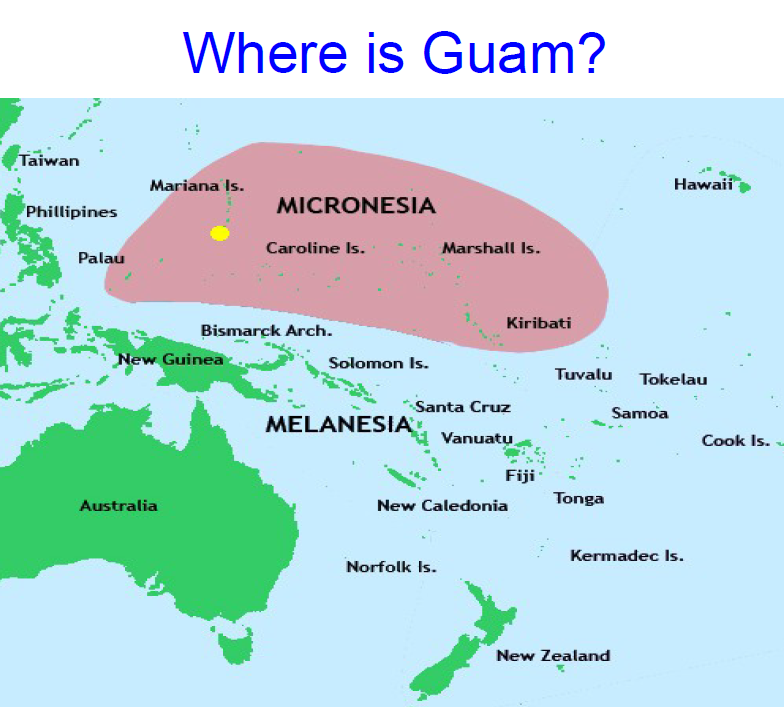 Where is Guam?
Taiwan
Mariana Is.
Hawaii
MICRONESIA
Phillipines
Caroline Is.
Marshall Is.
Palau
Kiribati
Bismarck Arch.
New Guinea
Solomon Is.
Tuvalu
Tokelau
Santa Cruz
Samoa
MELANESIA
Vanuatu
Cook Is.
Fiji
Tonga
Australia
New Caledonia
Kermadec Is.
Norfolk Is.
New Zealand